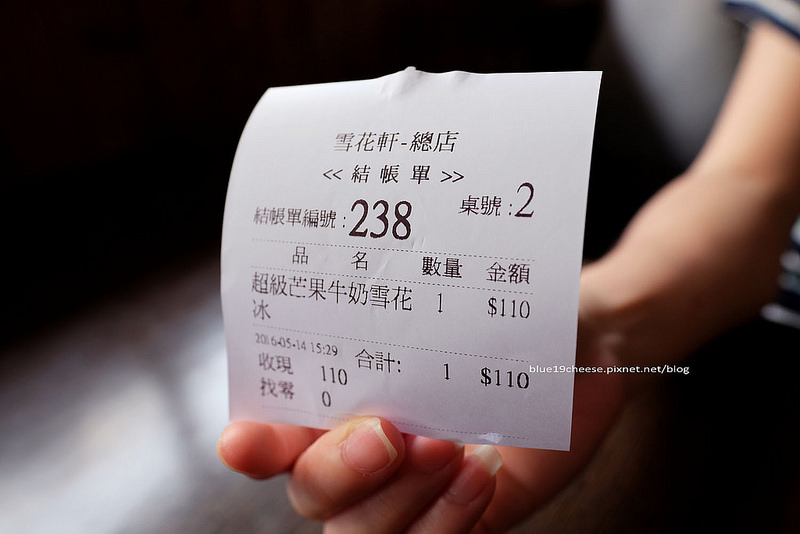 雪花軒-總店
<< 結 帳 單 >>
結帳單編號 : 238 桌號 : 2
品 名 數量 金額
超級芒果牛奶雪花 1 $110
冰
2016-05-14 15:29
合計: 1 $110
收現 110
找零 0
blue19cheese.pixnet.net/blog